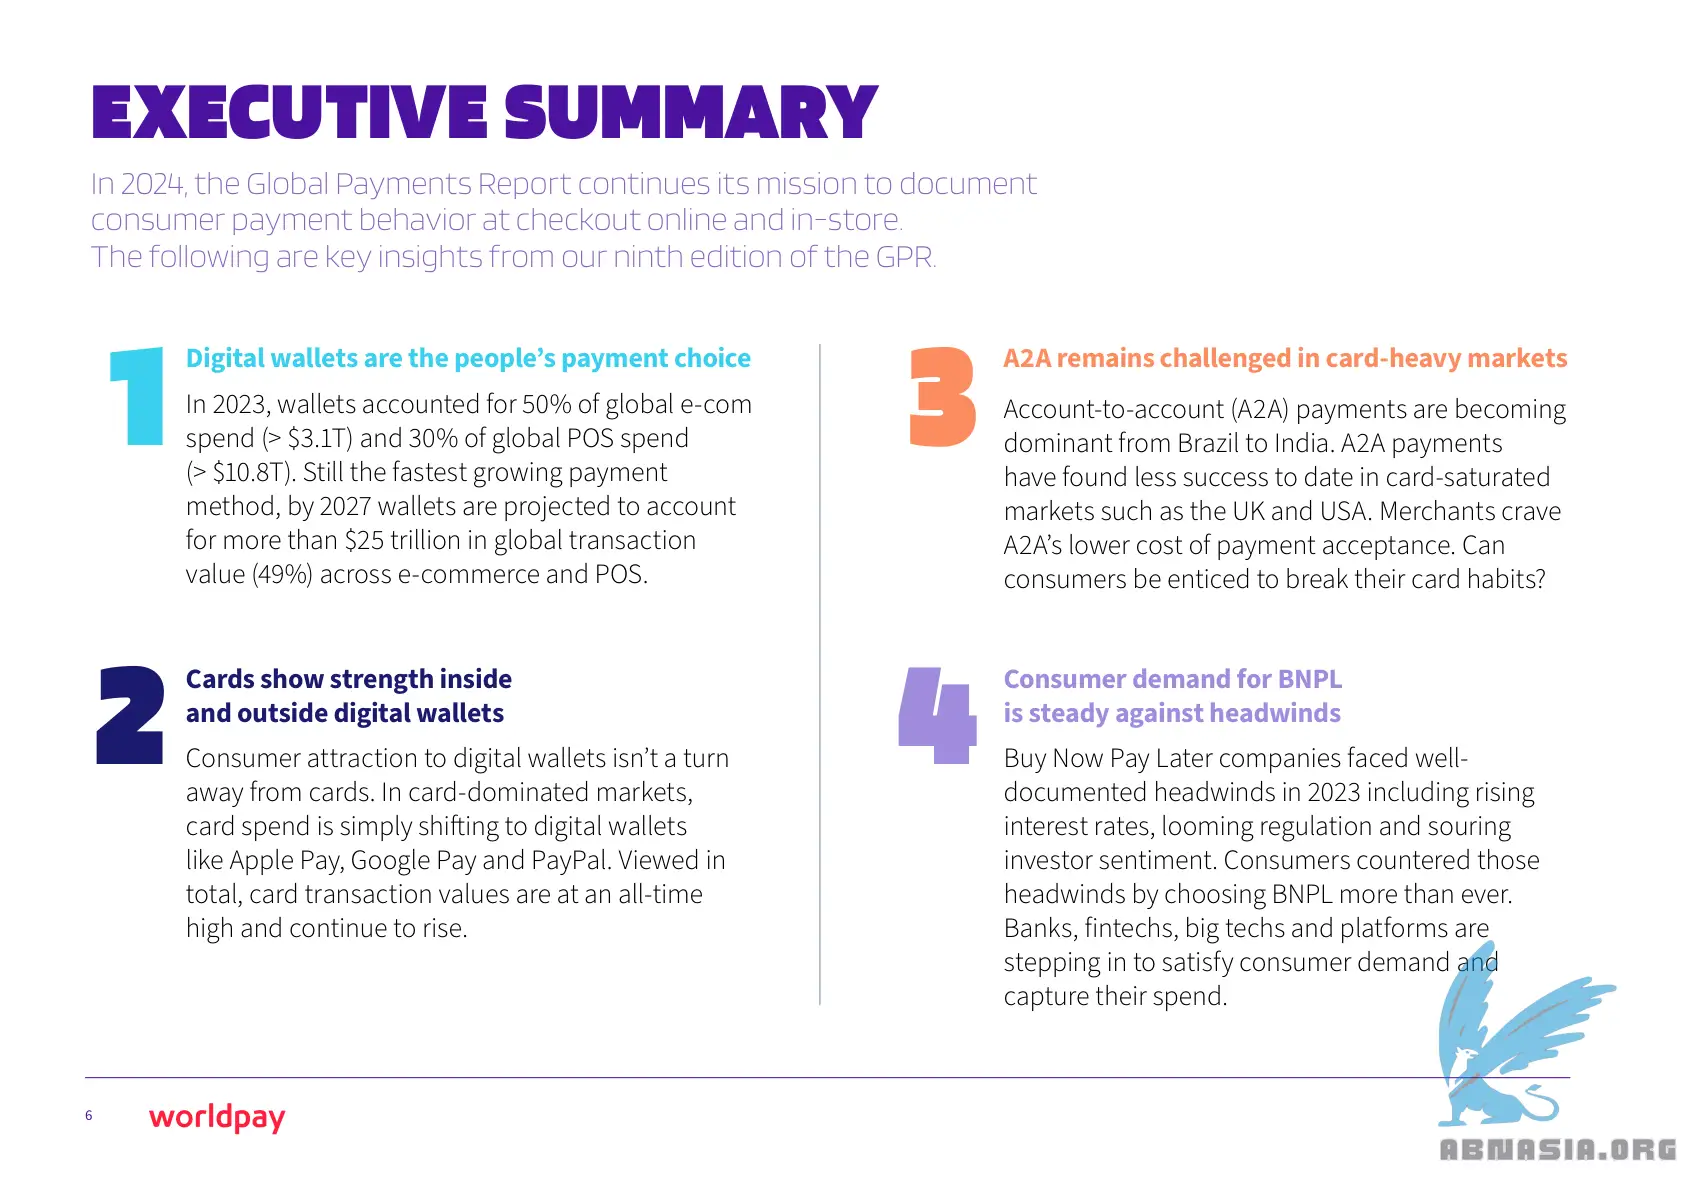 EXECUTIVE SUMMARY
In 2024, the Global Payments Report continues its mission to document
consumer payment behavior at checkout online and in-store.
The following are key insights from our ninth edition of the GPR.
1
Digital wallets are the people’s payment choice
In 2023, wallets accounted for 50% of global e-com
spend (> $3.1T) and 30% of global POS spend
(> $10.8T). Still the fastest growing payment
method, by 2027 wallets are projected to account
for more than $25 trillion in global transaction
value (49%) across e-commerce and POS.
2
Cards show strength inside
and outside digital wallets
Consumer attraction to digital wallets isn’t a turn
away from cards. In card-dominated markets,
card spend is simply shifting to digital wallets
like Apple Pay, Google Pay and PayPal. Viewed in
total, card transaction values are at an all-time
high and continue to rise.
3
A2A remains challenged in card-heavy markets
Account-to-account (A2A) payments are becoming
dominant from Brazil to India. A2A payments
have found less success to date in card-saturated
markets such as the UK and USA. Merchants crave
A2A’s lower cost of payment acceptance. Can
consumers be enticed to break their card habits?
4
Consumer demand for BNPL
is steady against headwinds
Buy Now Pay Later companies faced well-
documented headwinds in 2023 including rising
interest rates, looming regulation and souring
investor sentiment. Consumers countered those
headwinds by choosing BNPL more than ever.
Banks, fintechs, big techs and platforms are
stepping in to satisfy consumer demand and
capture their spend.
6
worldpay
ABNASIA.ORG